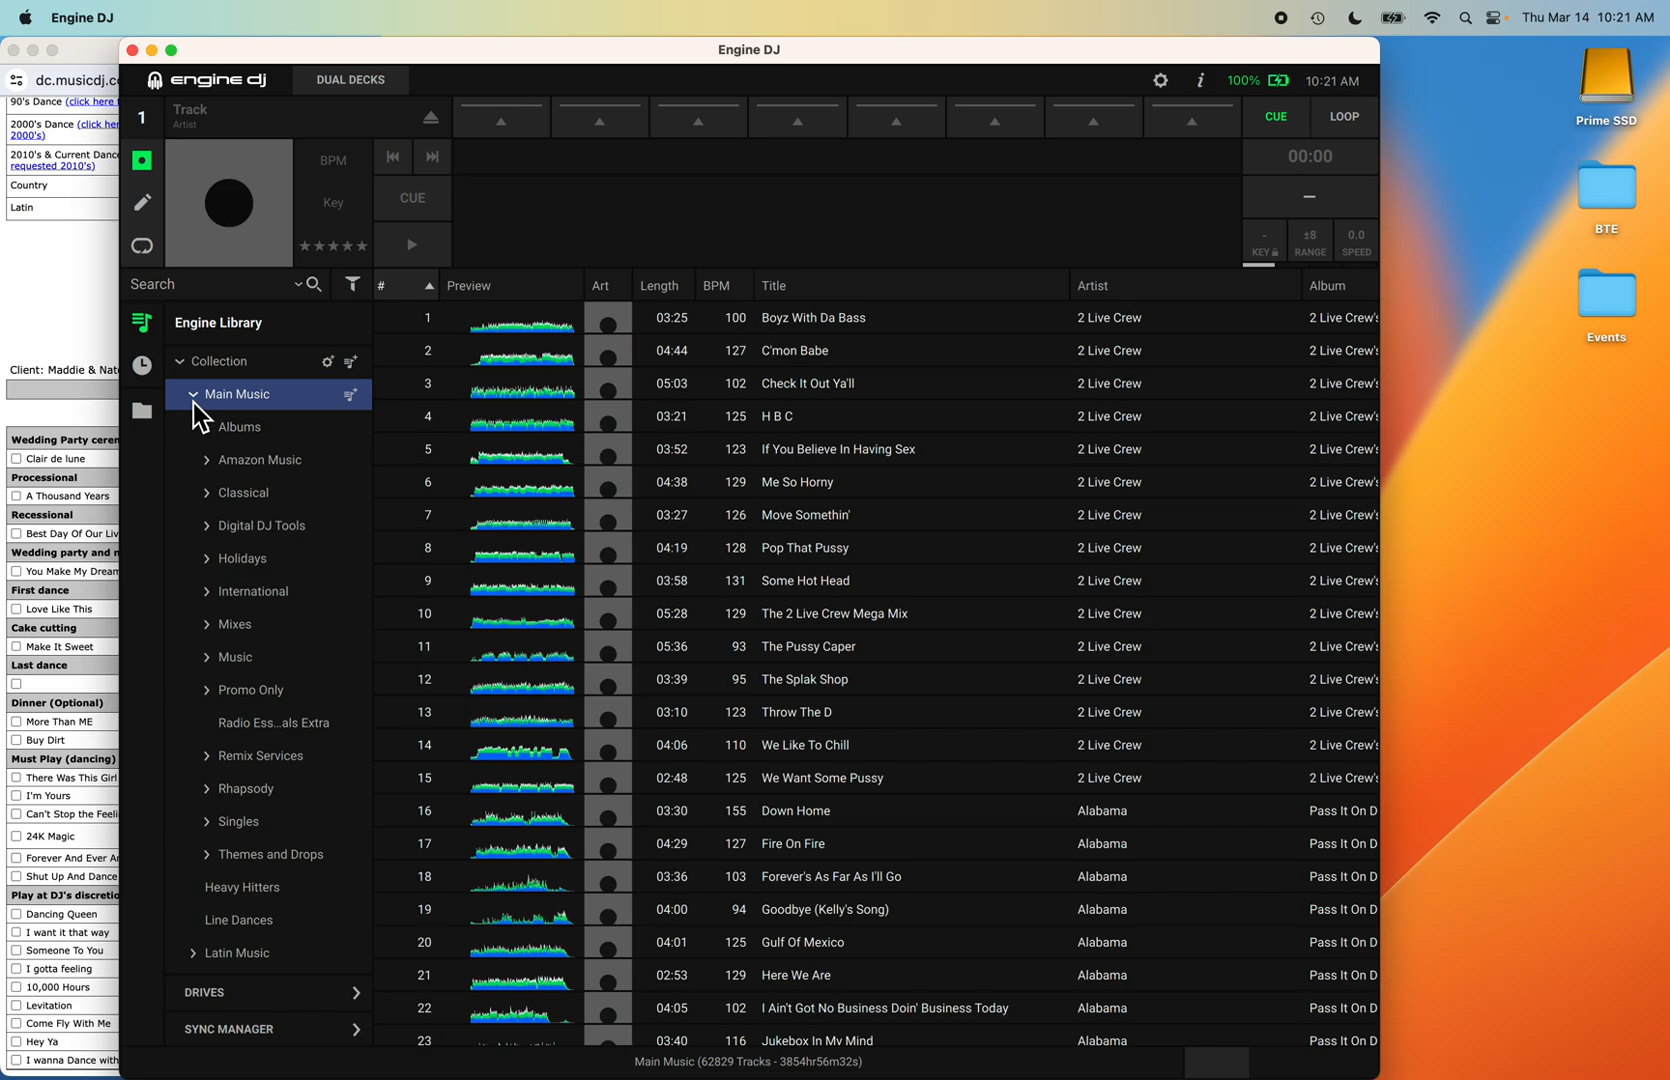 Engine DJ
Thu Mar 14 10:21 AM
Engine DJ
dc.musicdj.c
engine dj
DUAL DECKS
100%
10:21 AM
90's Dance (click here
2000's Dance (click her
2000's)
2010's & Current Danc
requested 2010's)
Country
Latin
Client: Maddie & Nat
Wedding Party cere
Clair de lune
Processional
A Thousand Years
Recessional
Best Day Of Our Liv
Wedding party and n
You Make My Dream
First dance
Love Like This
Cake cutting
Make It Sweet
Last dance
Dinner (Optional)
More Than ME
Buy Dirt
Must Play (dancing)
There Was This Girl
I'm Yours
Can't Stop the Feeli
24K Magic
Forever And Ever A
Shut Up And Dance
Play at DJ's discretio
Dancing Queen
I want it that way
Someone To You
I gotta feeling
10,000 Hours
Levitation
Come Fly With Me
Hey Ya
I wanna Dance with
1
Track
Artist
CUE
LOOP
BPM
Key
CUE
00:00
-
KEY
±8
RANGE
0.0
SPEED
Search
Engine Library
Collection
Main Music
Albums
Amazon Music
Classical
Digital DJ Tools
Holidays
International
Mixes
Music
Promo Only
Radio Ess...als Extra
Remix Services
Rhapsody
Singles
Themes and Drops
Heavy Hitters
Line Dances
Latin Music
DRIVES
SYNC MANAGER
# Preview Art Length BPM Title Artist Album
1 03:25 100 Boyz With Da Bass 2 Live Crew 2 Live Crew's
2 04:44 127 C'mon Babe 2 Live Crew 2 Live Crew's
3 05:03 102 Check It Out Ya'll 2 Live Crew 2 Live Crew's
4 03:21 125 H B C 2 Live Crew 2 Live Crew's
5 03:52 123 If You Believe In Having Sex 2 Live Crew 2 Live Crew's
6 04:38 129 Me So Horny 2 Live Crew 2 Live Crew's
7 03:27 126 Move Somethin' 2 Live Crew 2 Live Crew's
8 04:19 128 Pop That Pussy 2 Live Crew 2 Live Crew's
9 03:58 131 Some Hot Head 2 Live Crew 2 Live Crew's
10 05:28 129 The 2 Live Crew Mega Mix 2 Live Crew 2 Live Crew's
11 05:36 93 The Pussy Caper 2 Live Crew 2 Live Crew's
12 03:39 95 The Splak Shop 2 Live Crew 2 Live Crew's
13 03:10 123 Throw The D 2 Live Crew 2 Live Crew's
14 04:06 110 We Like To Chill 2 Live Crew 2 Live Crew's
15 02:48 125 We Want Some Pussy 2 Live Crew 2 Live Crew's
16 03:30 155 Down Home Alabama Pass It On D
17 04:29 127 Fire On Fire Alabama Pass It On D
18 03:36 103 Forever's As Far As I'll Go Alabama Pass It On D
19 04:00 94 Goodbye (Kelly's Song) Alabama Pass It On D
20 04:01 125 Gulf Of Mexico Alabama Pass It On D
21 02:53 129 Here We Are Alabama Pass It On D
22 04:05 102 I Ain't Got No Business Doin' Business Today Alabama Pass It On D
23 03:40 116 Jukebox In My Mind Alabama Pass It On D
Main Music (62829 Tracks - 3854hr56m32s)
Prime SSD
BTE
Events